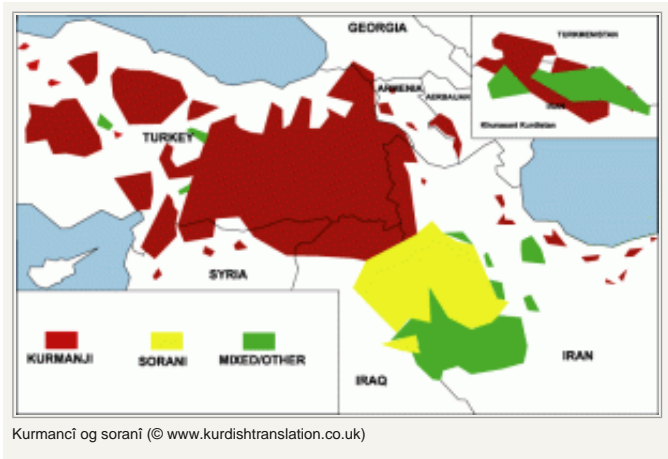 GEORGIA
TURKMENISTAN
ARMENIA
AERBAIJAN
IRAN
Khurasani Kurdistan
TURKEY
SYRIA
KURMANJI
SORANI
MIXED/OTHER
IRAN
IRAQ
Kurmancî og soranî (© www.kurdishtranslation.co.uk)